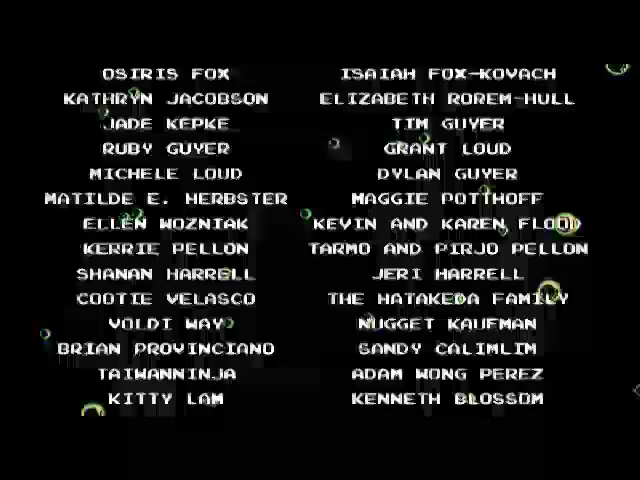 OSIRIS FOX ISAIAH FOX-KOVACH
KATHRYN JACOBSON ELIZABETH ROREM-HULL
JADE KEPKE TIM GUYER
RUBY GUYER GRANT LOUD
MICHELE LOUD DYLAN GUYER
MATILDE E. HERBSTER MAGGIE POTTHOFF
ELLEN WOZNIAK KEVIN AND KAREN FLOOD
KERRIE PELLON TARMO AND PIRJO PELLON
SHANAN HARRELL JERI HARRELL
COOTIE VELASCO THE HATAKEDA FAMILY
VOLDI WAY NUGGET KAUFMAN
BRIAN PROVINCIANO SANDY CALIMLIM
TAIWANNINJA ADAM WONG PEREZ
KITTY LAM KENNETH BLOSSOM